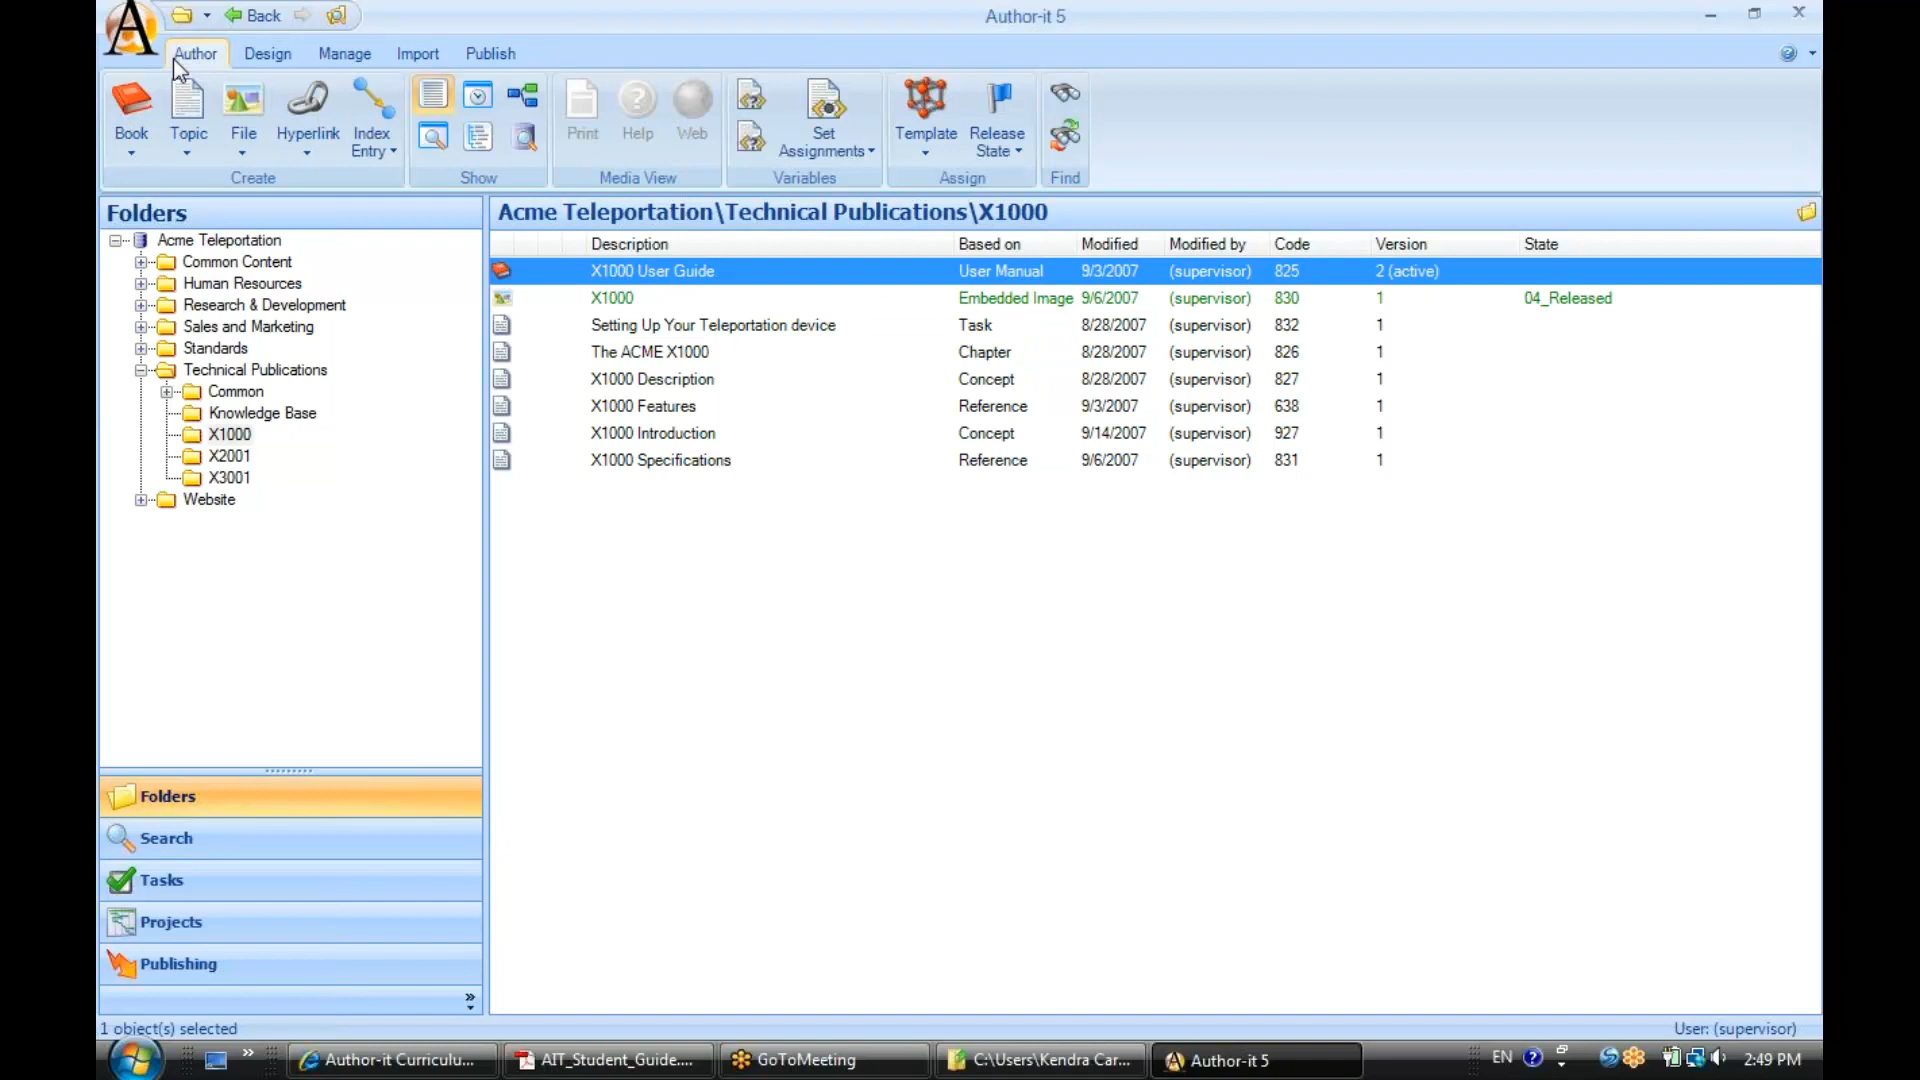 Back
Author-it 5
Author Design Manage Import Publish
Book Topic File Hyperlink Index Entry
Print Help Web
Set Assignments
Template Release State
Create Show Media View Variables Assign Find
Folders
Acme Teleportation\Technical Publications\X1000
Acme Teleportation
Common Content
Human Resources
Research & Development
Sales and Marketing
Standards
Technical Publications
Common
Knowledge Base
X1000
X2001
X3001
Website
Description Based on Modified Modified by Code Version State
X1000 User Guide User Manual 9/3/2007 (supervisor) 825 2 (active)
X1000 Embedded Image 9/6/2007 (supervisor) 830 1 04_Released
Setting Up Your Teleportation device Task 8/28/2007 (supervisor) 832 1
The ACME X1000 Chapter 8/28/2007 (supervisor) 826 1
X1000 Description Concept 8/28/2007 (supervisor) 827 1
X1000 Features Reference 9/3/2007 (supervisor) 638 1
X1000 Introduction Concept 9/14/2007 (supervisor) 927 1
X1000 Specifications Reference 9/6/2007 (supervisor) 831 1
Folders
Search
Tasks
Projects
Publishing
1 object(s) selected
User: (supervisor)
Author-it Curriculu...
AIT_Student_Guide....
GoToMeeting
C:\Users\Kendra Car...
Author-it 5
EN
2:49 PM